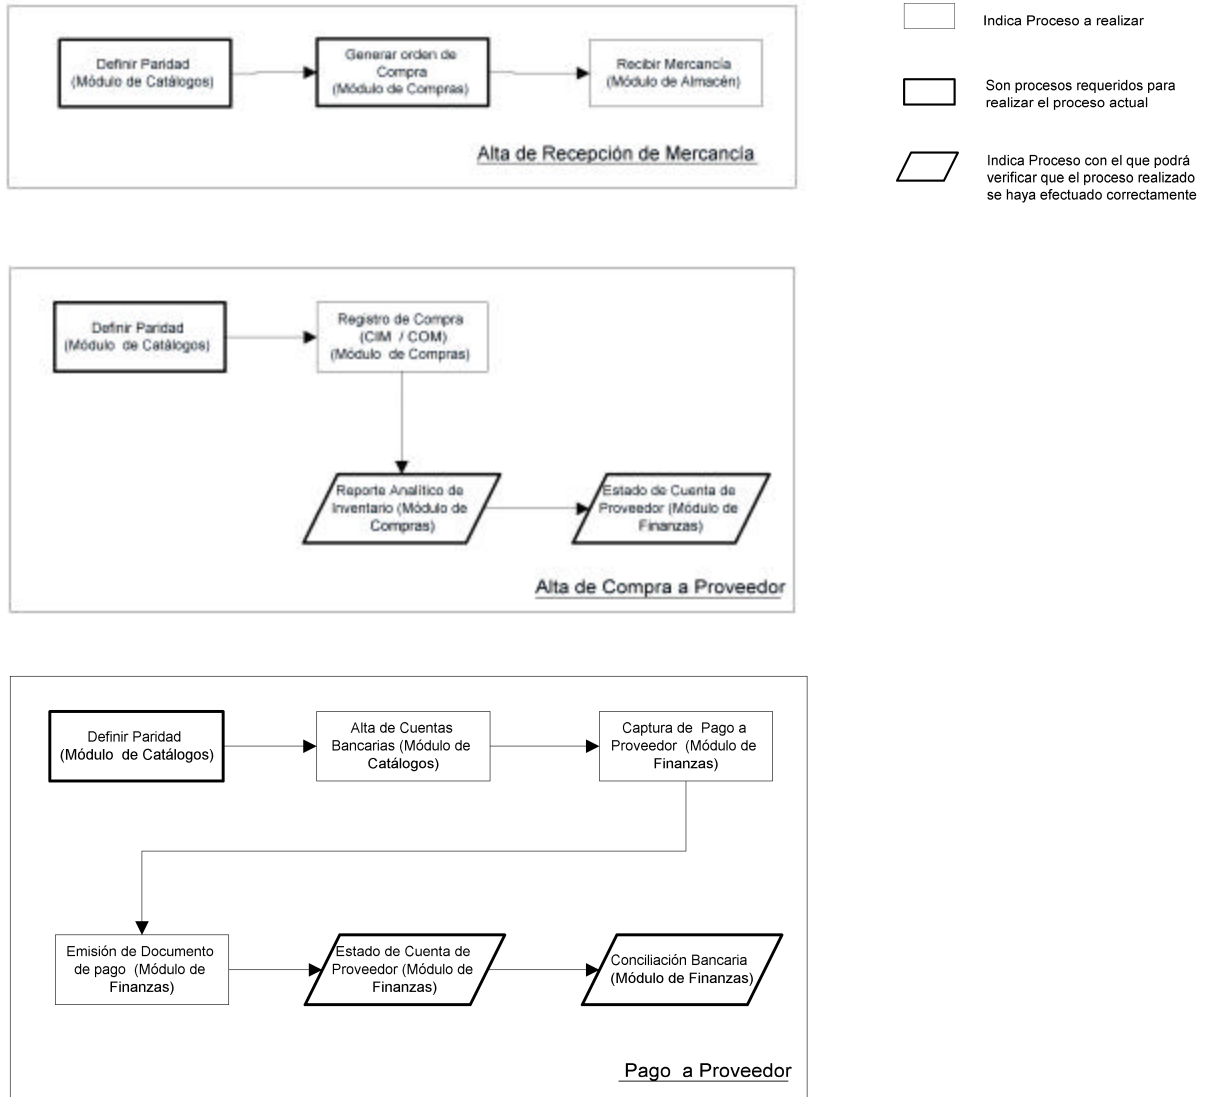 Definir Paridad
(Módulo de Catálogos)
Generar orden de
Compra
(Módulo de Compras)
Recibir Mercancía
(Módulo de Almacén)
Alta de Recepción de Mercancía
Indica Proceso a realizar
Son procesos requeridos para
realizar el proceso actual
Indica Proceso con el que podrá
verificar que el proceso realizado
se haya efectuado correctamente
Definir Paridad
(Módulo de Catálogos)
Registro de Compra
(CIM / COM)
(Módulo de Compras)
Reporte Analítico de
Inventario (Módulo de
Compras)
Estado de Cuenta de
Proveedor (Módulo de
Finanzas)
Alta de Compra a Proveedor
Definir Paridad
(Módulo de Catálogos)
Alta de Cuentas
Bancarias (Módulo de
Catálogos)
Captura de Pago a
Proveedor (Módulo de
Finanzas)
Emisión de Documento
de pago (Módulo de
Finanzas)
Estado de Cuenta de
Proveedor (Módulo de
Finanzas)
Conciliación Bancaria
(Módulo de Finanzas)
Pago a Proveedor